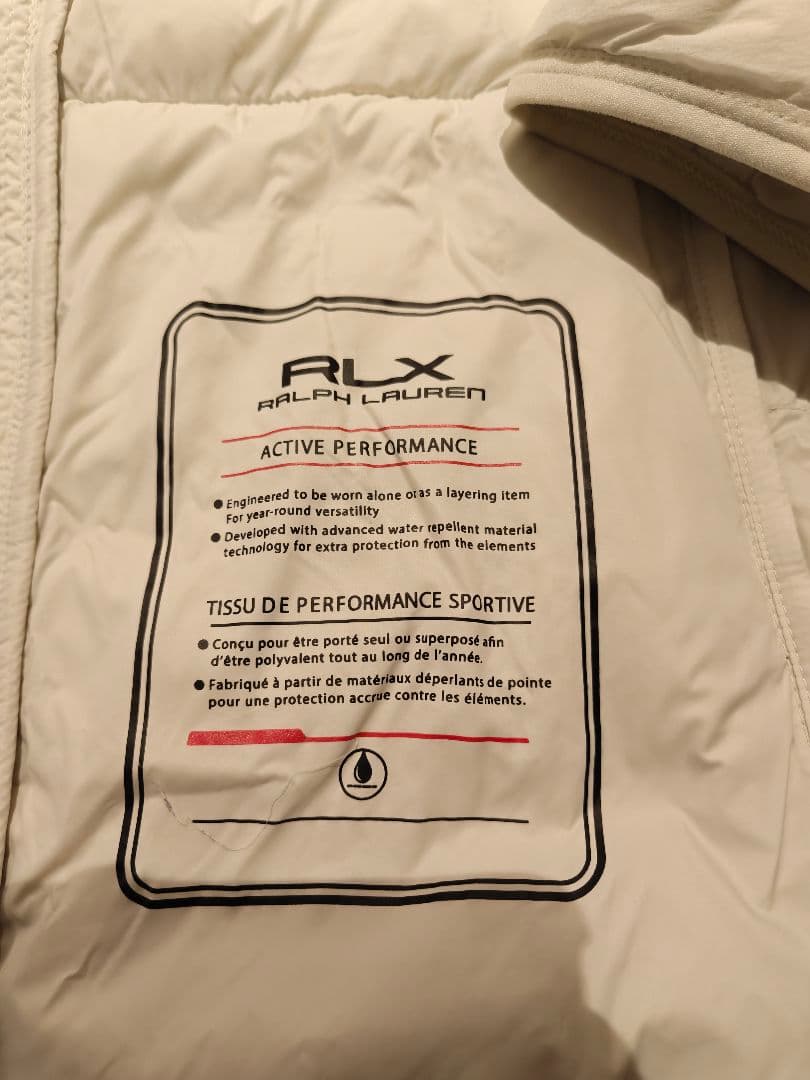 RLX
RALPH LAUREN
ACTIVE PERFORMANCE
● Engineered to be worn alone or as a layering item
For year-round versatility
● Developed with advanced water repellent material
technology for extra protection from the elements
TISSU DE PERFORMANCE SPORTIVE
● Conçu pour être porté seul ou superposé afin
d'être polyvalent tout au long de l'année.
● Fabriqué à partir de matériaux déperlants de pointe
pour une protection accrue contre les éléments.